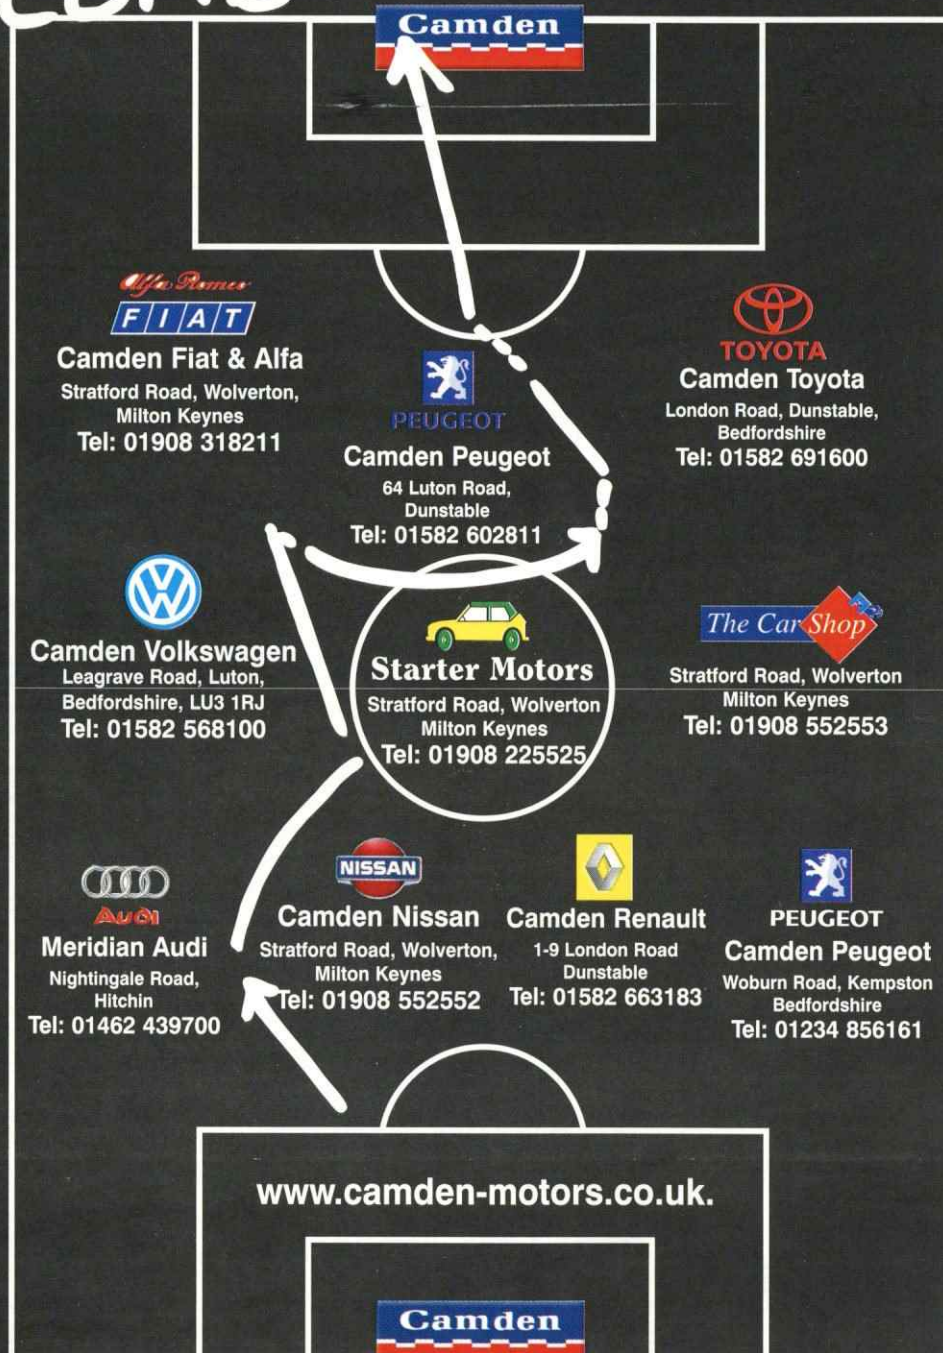 Camden
Alfa Romeo
FIAT
Camden Fiat & Alfa
Stratford Road, Wolverton,
Milton Keynes
Tel: 01908 318211
PEUGEOT
Camden Peugeot
64 Luton Road,
Dunstable
Tel: 01582 602811
TOYOTA
Camden Toyota
London Road, Dunstable,
Bedfordshire
Tel: 01582 691600
Camden Volkswagen
Leagrave Road, Luton,
Bedfordshire, LU3 1RJ
Tel: 01582 568100
Starter Motors
Stratford Road, Wolverton
Milton Keynes
Tel: 01908 225525
The Car Shop
Stratford Road, Wolverton
Milton Keynes
Tel: 01908 552553
AUDI
Meridian Audi
Nightingale Road,
Hitchin
Tel: 01462 439700
NISSAN
Camden Nissan
Stratford Road, Wolverton,
Milton Keynes
Tel: 01908 552552
Camden Renault
1-9 London Road
Dunstable
Tel: 01582 663183
PEUGEOT
Camden Peugeot
Woburn Road, Kempston
Bedfordshire
Tel: 01234 856161
www.camden-motors.co.uk.
Camden